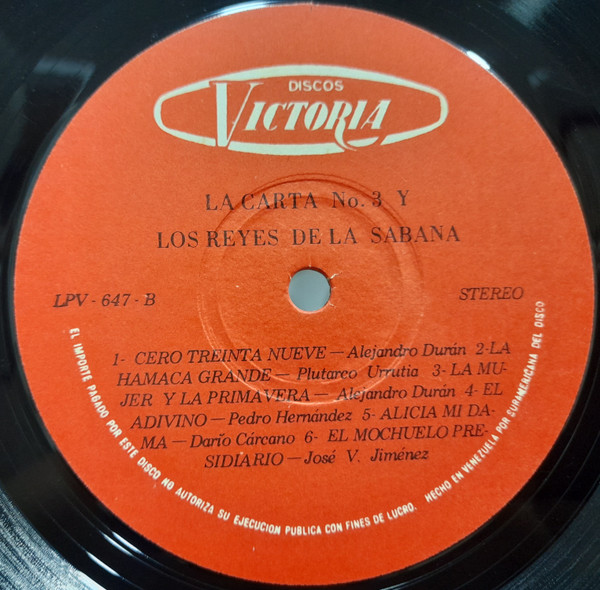 DISCOS
VICTORIA
LA CARTA No. 3 Y
LOS REYES DE LA SABANA
LPV - 647 - B
STEREO
1- CERO TREINTA NUEVE — Alejandro Durán 2-LA
HAMACA GRANDE — Plutarco Urrutia 3- LA MU-
JER Y LA PRIMAVERA — Alejandro Durán 4- EL
ADIVINO — Pedro Hernández 5- ALICIA MI DA-
MA — Darío Cárcano 6- EL MOCHUELO PRE-
SIDIARIO — José V. Jiménez
EL IMPORTE PAGADO POR ESTE DISCO NO AUTORIZA SU EJECUCION PUBLICA CON FINES DE LUCRO. HECHO EN VENEZUELA POR SURAMERICANA DEL DISCO